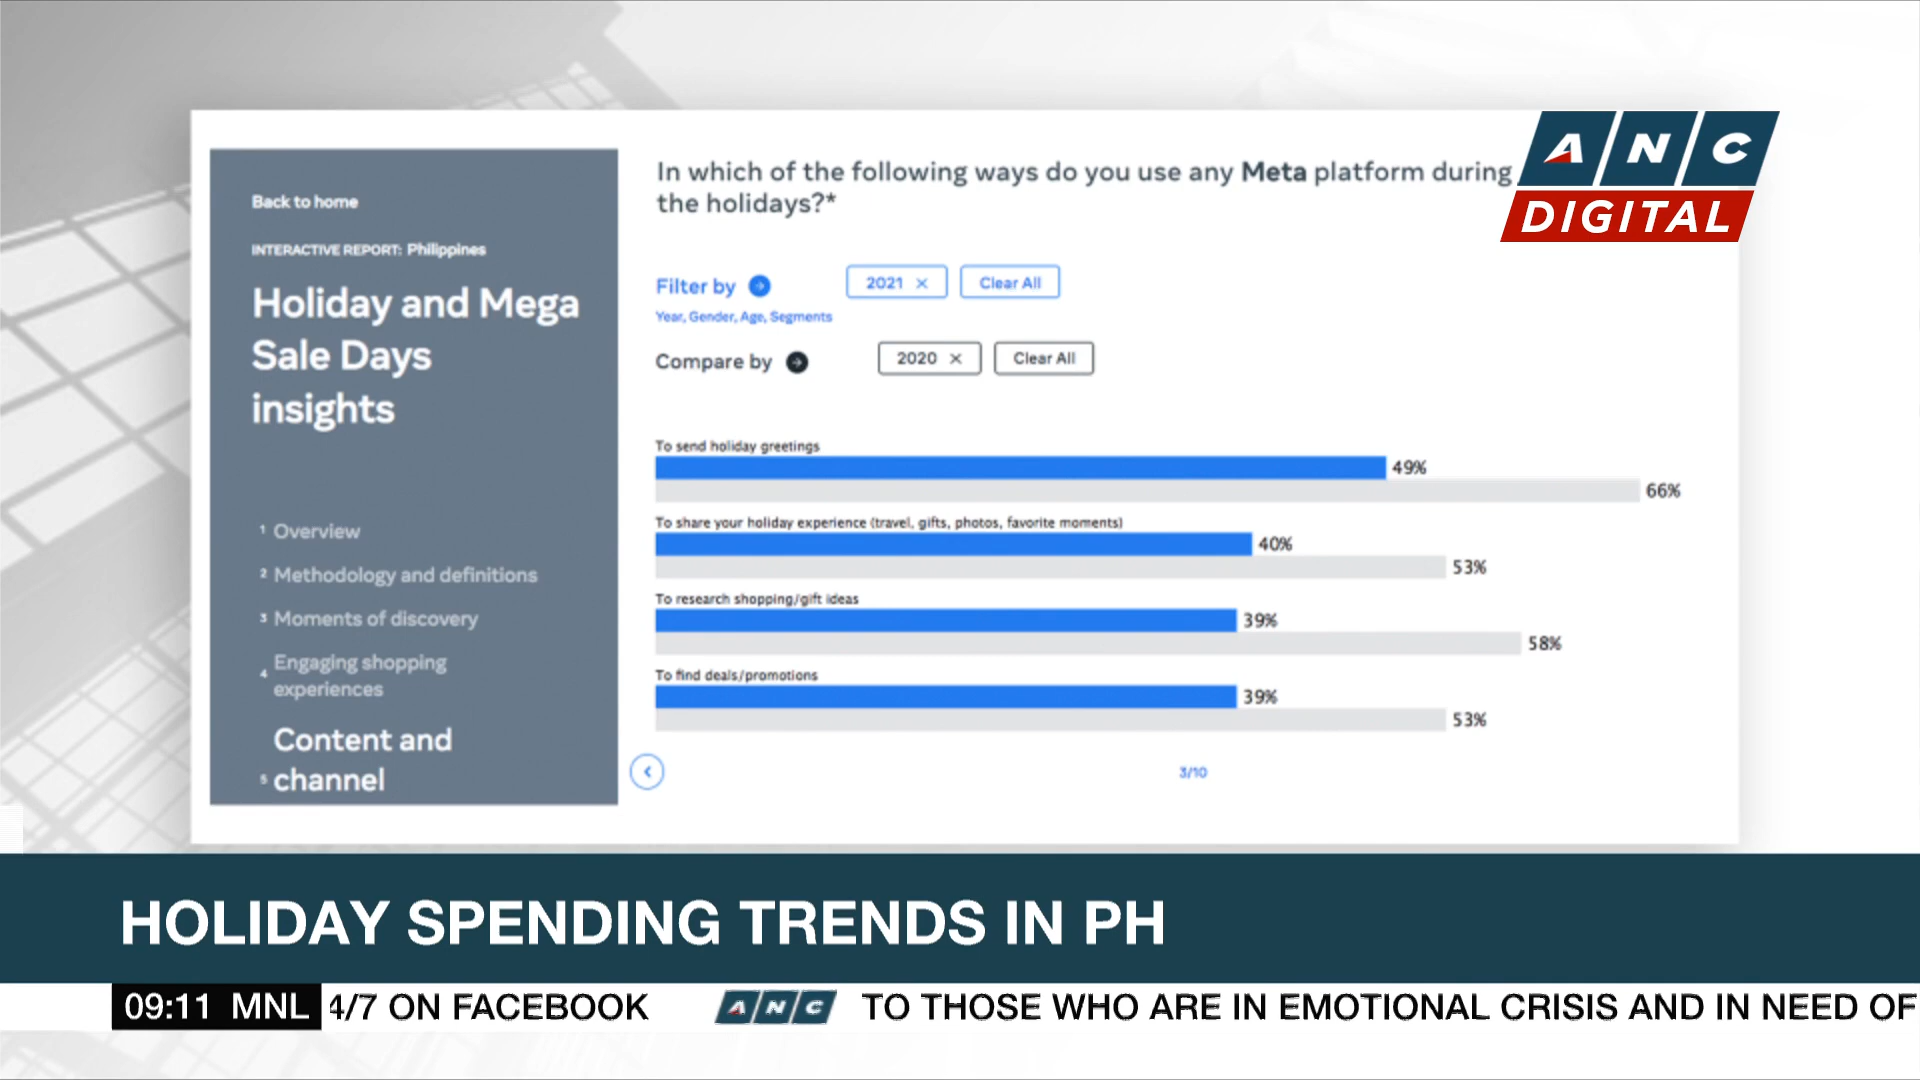 ANC
DIGITAL
Back to home
INTERACTIVE REPORT: Philippines
Holiday and Mega
Sale Days
insights
1 Overview
2 Methodology and definitions
3 Moments of discovery
4 Engaging shopping
experiences
Content and
5 channel
In which of the following ways do you use any Meta platform during
the holidays?*
Filter by
2021 ×
Clear All
Year, Gender, Age, Segments
Compare by
2020 ×
Clear All
To send holiday greetings
49%
66%
To share your holiday experience (travel, gifts, photos, favorite moments)
40%
53%
To research shopping/gift ideas
39%
58%
To find deals/promotions
39%
53%
3/10
HOLIDAY SPENDING TRENDS IN PH
09:11 MNL 4/7 ON FACEBOOK ANC TO THOSE WHO ARE IN EMOTIONAL CRISIS AND IN NEED OF